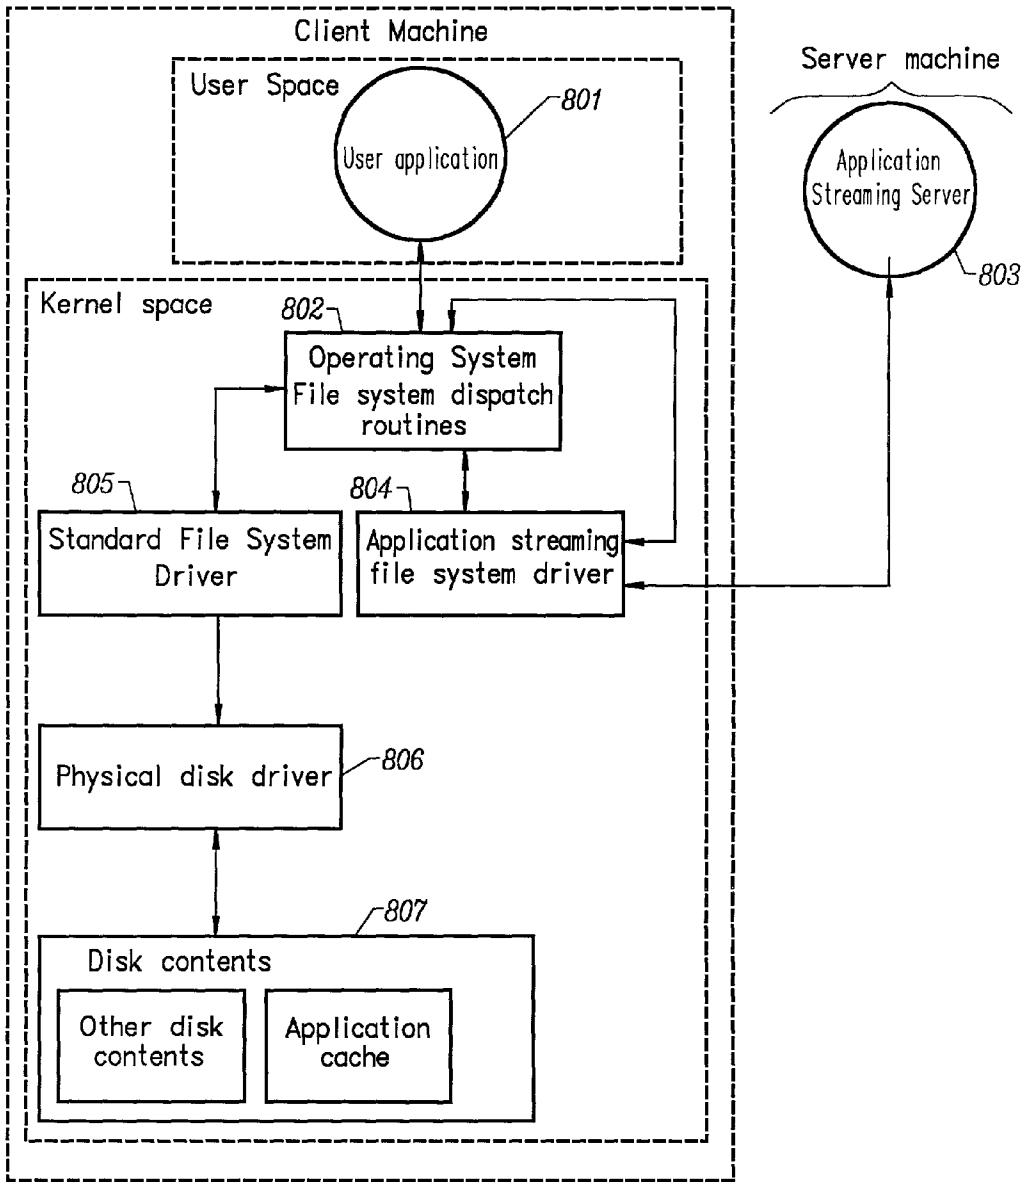 Client Machine
Server machine
User Space
801
User application
Application
Streaming Server
803
Kernel space
802
Operating System
File system dispatch
routines
805
804
Standard File System
Driver
Application streaming
file system driver
Physical disk driver
806
807
Disk contents
Other disk
contents
Application
cache